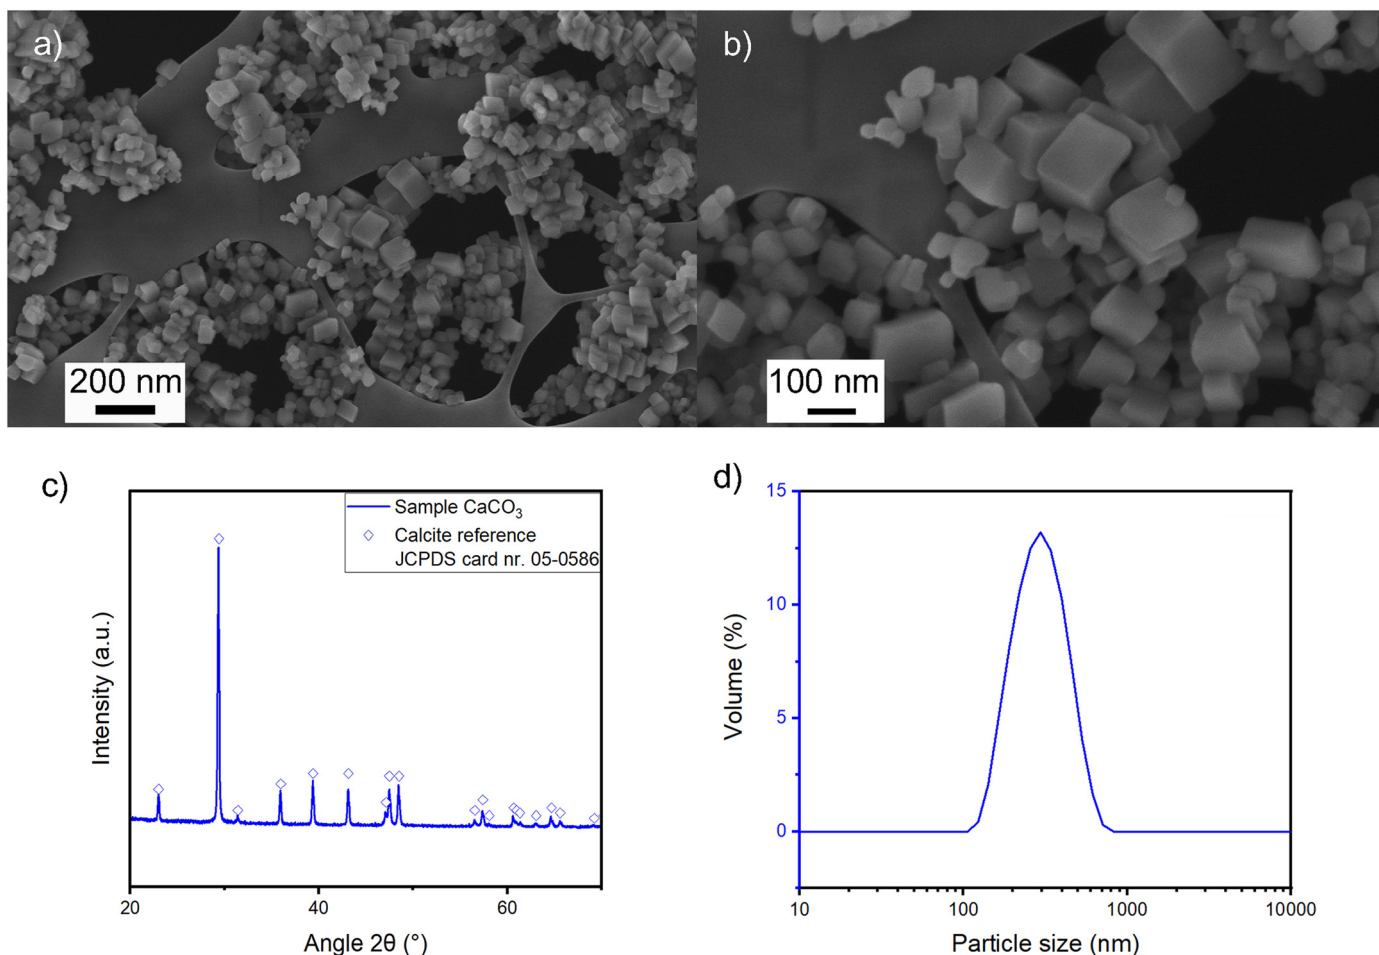 a)
b)
200 nm
100 nm
c)
Sample CaCO₃
Calcite reference
JCPDS card nr. 05-0586
Intensity (a.u.)
20
40
60
Angle 2θ (°)
d)
15
10
5
0
Volume (%)
10
100
1000
10000
Particle size (nm)